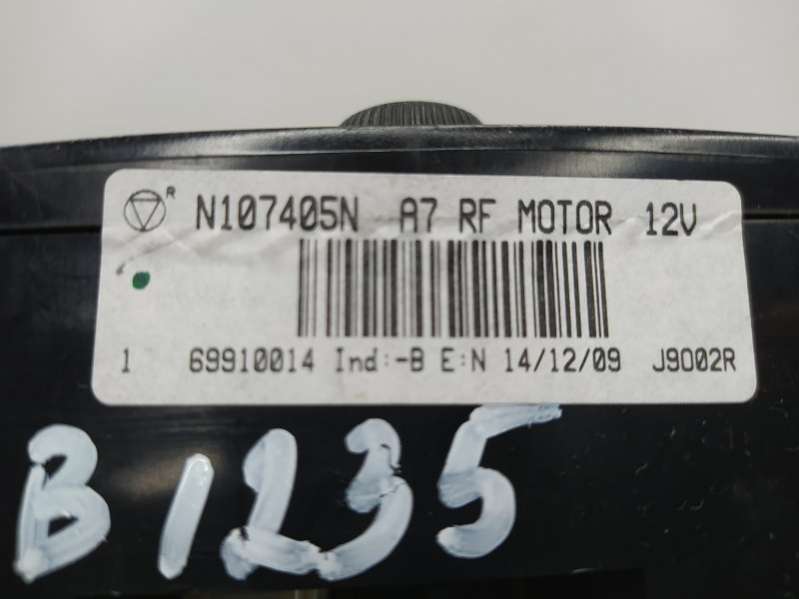 R N107405N A7 RF MOTOR 12V
1 69910014 Ind:-B E:N 14/12/09 J9002R
B1235